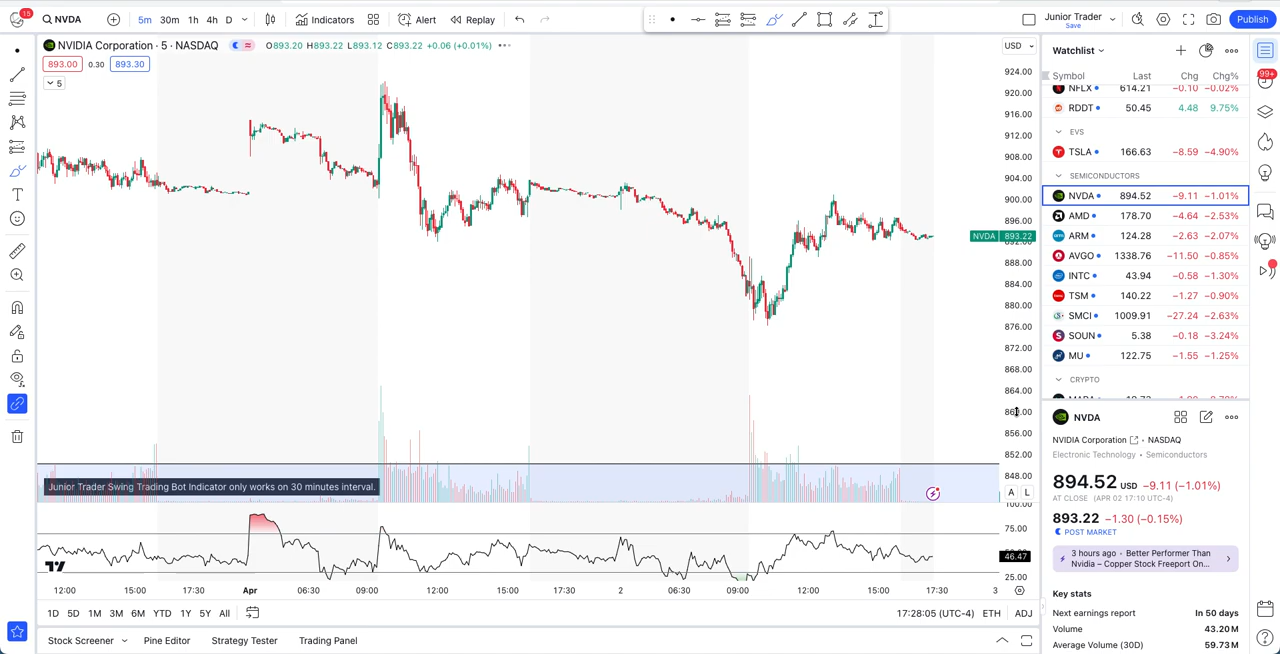 15
NVDA
5m 30m 1h 4h D
Indicators
Alert
Replay
Junior Trader
Save
Publish
NVIDIA Corporation · 5 · NASDAQ
O893.20 H893.22 L893.12 C893.22 +0.06 (+0.01%)
893.00 0.30 893.30
5
USD
924.00
920.00
916.00
912.00
908.00
904.00
900.00
896.00
NVDA 893.22
888.00
884.00
880.00
876.00
872.00
868.00
864.00
856.00
852.00
848.00
A L
100.00
75.00
46.47
25.00
Junior Trader Swing Trading Bot Indicator only works on 30 minutes interval.
12:00 15:00 17:30 Apr 06:30 09:00 12:00 15:00 17:30 2 06:30 09:00 12:00 15:00 17:30 3
1D 5D 1M 3M 6M YTD 1Y 5Y All
17:28:05 (UTC-4) ETH ADJ
Stock Screener Pine Editor Strategy Tester Trading Panel
Watchlist
Symbol Last Chg Chg%
NFLX 614.21 −0.10 −0.02%
RDDT 50.45 4.48 9.75%
EVS
TSLA 166.63 −8.59 −4.90%
SEMICONDUCTORS
NVDA 894.52 −9.11 −1.01%
AMD 178.70 −4.64 −2.53%
ARM 124.28 −2.63 −2.07%
AVGO 1338.76 −11.50 −0.85%
INTC 43.94 −0.58 −1.30%
TSM 140.22 −1.27 −0.90%
SMCI 1009.91 −27.24 −2.63%
SOUN 5.38 −0.18 −3.24%
MU 122.75 −1.55 −1.25%
CRYPTO
NVDA
NVIDIA Corporation · NASDAQ
Electronic Technology · Semiconductors
894.52 USD −9.11 (−1.01%)
AT CLOSE (APR 02 17:10 UTC-4)
893.22 −1.30 (−0.15%)
POST MARKET
3 hours ago · Better Performer Than
Nvidia – Copper Stock Freeport On...
Key stats
Next earnings report In 50 days
Volume 43.20M
Average Volume (30D) 59.73M
99+